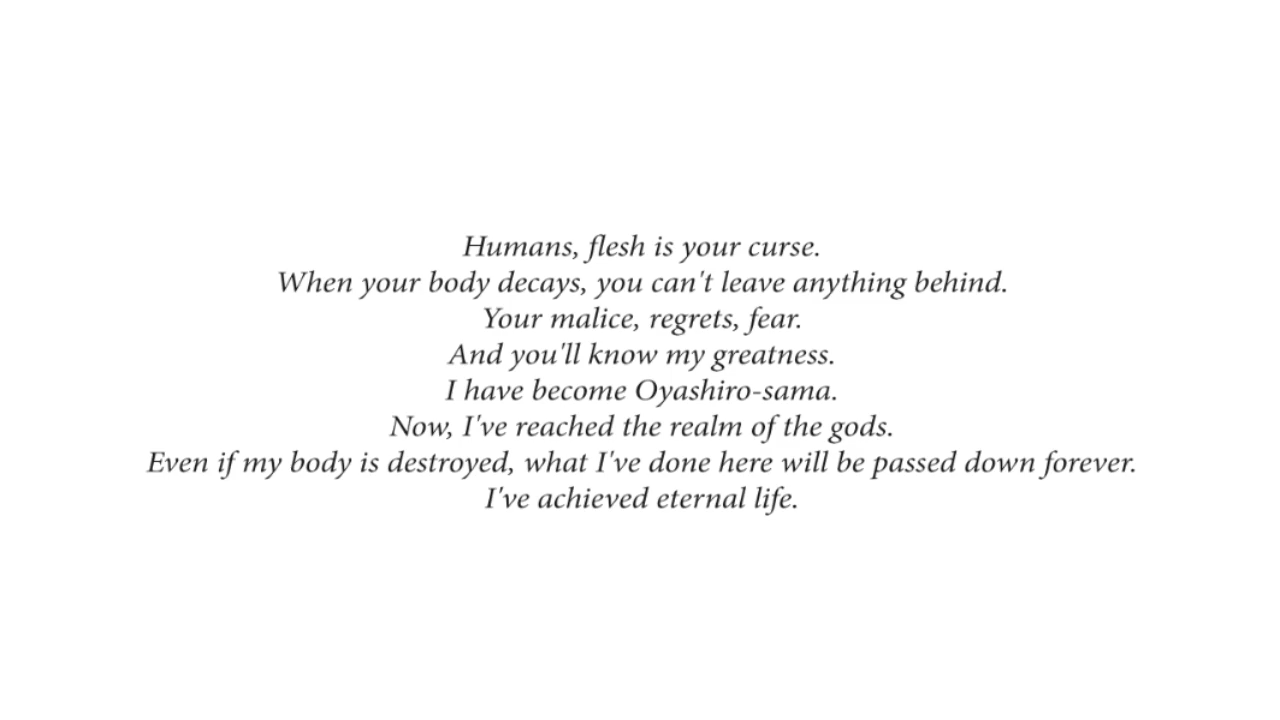 Humans, flesh is your curse.
When your body decays, you can't leave anything behind.
Your malice, regrets, fear.
And you'll know my greatness.
I have become Oyashiro-sama.
Now, I've reached the realm of the gods.
Even if my body is destroyed, what I've done here will be passed down forever.
I've achieved eternal life.